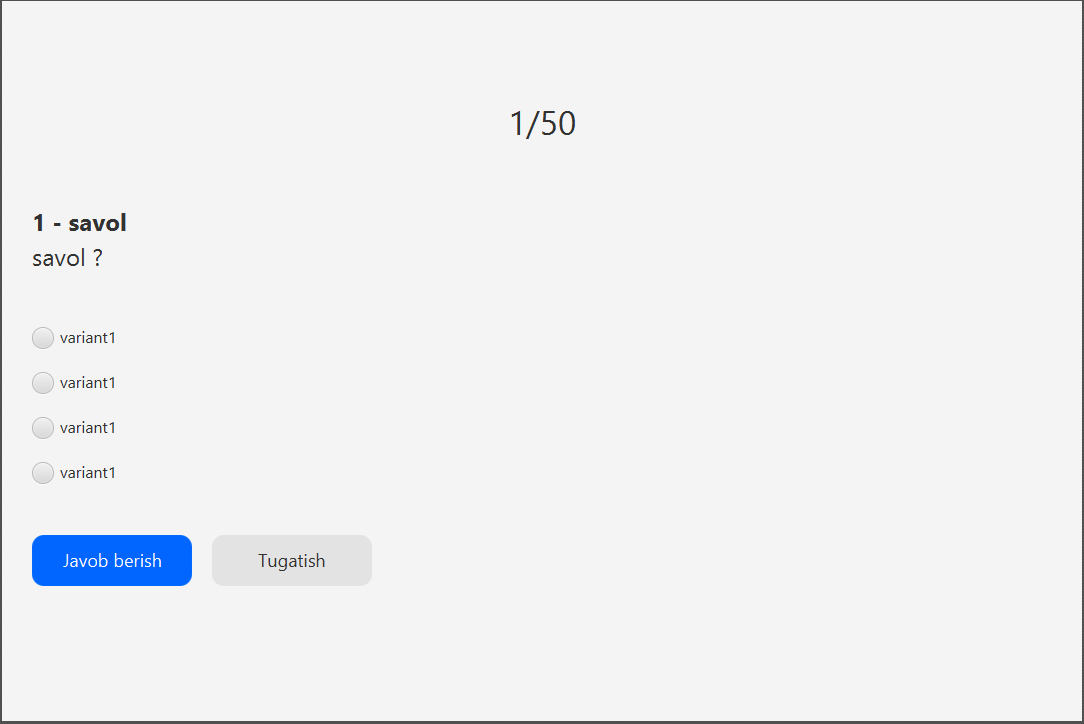 1/50
1 - savol
savol ?
variant1
variant1
variant1
variant1
Javob berish
Tugatish